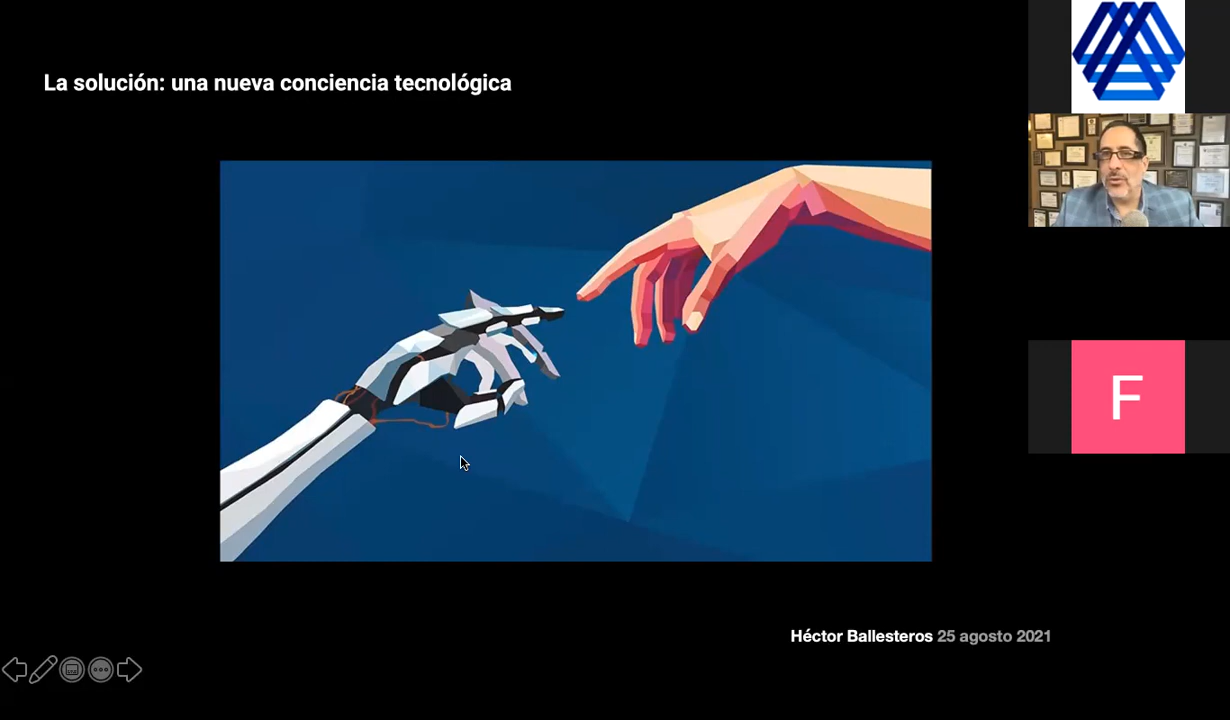 La solución: una nueva conciencia tecnológica
F
Héctor Ballesteros 25 agosto 2021